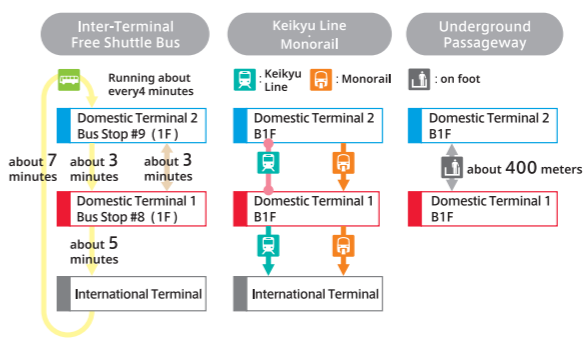 Inter-Terminal
Free Shuttle Bus
Running about
every4 minutes
Domestic Terminal 2
Bus Stop #9 (1F)
about 7
minutes
about 3
minutes
about 3
minutes
Domestic Terminal 1
Bus Stop #8 (1F)
about 5
minutes
International Terminal
Keikyu Line
Monorail
: Keikyu
Line
: Monorail
Domestic Terminal 2
B1F
Domestic Terminal 1
B1F
International Terminal
Underground
Passageway
: on foot
Domestic Terminal 2
B1F
about 400 meters
Domestic Terminal 1
B1F